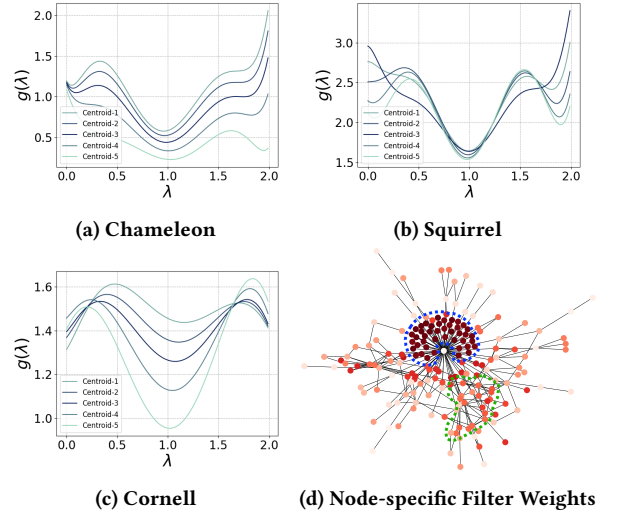 2.0
1.5
1.0
0.5
g(λ)
Centroid-1
Centroid-2
Centroid-3
Centroid-4
Centroid-5
0.0 0.5 1.0 1.5 2.0
λ
(a) Chameleon
3.0
2.5
2.0
1.5
g(λ)
Centroid-1
Centroid-2
Centroid-3
Centroid-4
Centroid-5
0.0 0.5 1.0 1.5 2.0
λ
(b) Squirrel
1.6
1.4
1.2
1.0
g(λ)
Centroid-1
Centroid-2
Centroid-3
Centroid-4
Centroid-5
0.0 0.5 1.0 1.5 2.0
λ
(c) Cornell
(d) Node-specific Filter Weights